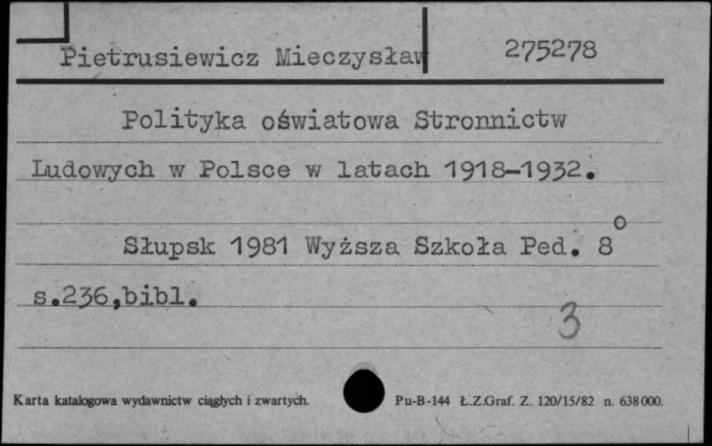 Pietrusiewicz Mieczysław 275278
Polityka oświatowa Stronnictw
Ludowych w Polsce w latach 1918-1932.
Słupsk 1981 Wyższa Szkoła Ped. 8°
s.236,bibl.
3
Karta katalogowa wydawnictw ciągłych i zwartych. Pu-B-144 Ł.Z.Graf. Z. 120/15/82 n. 638000.